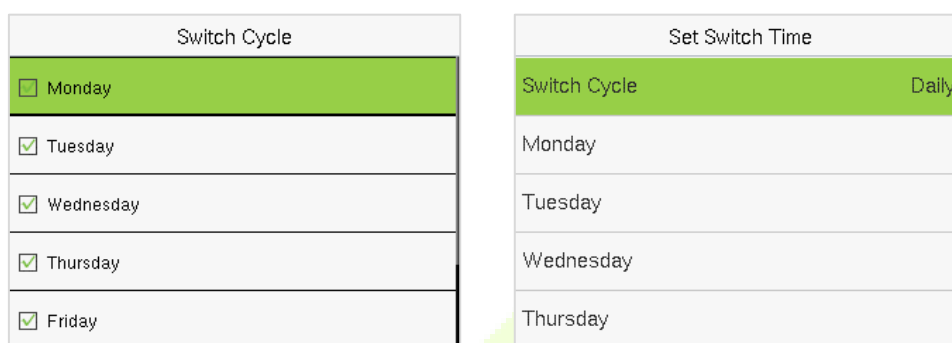 Switch Cycle
Monday
Tuesday
Wednesday
Thursday
Friday
Set Switch Time
Switch Cycle Daily
Monday
Tuesday
Wednesday
Thursday